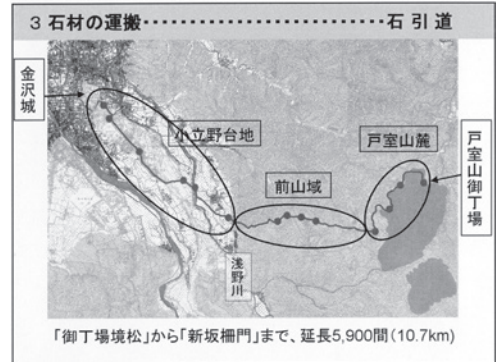 3 石材の運搬・・・・・・・・・・・・・・・・・・・・・・・・・・・・・・石引道
金沢城
小立野台地
戸室山麓
前山域
戸室山御丁場
浅野川
「御丁場境松」から「新坂柵門」まで、延長5,900間(10.7km)